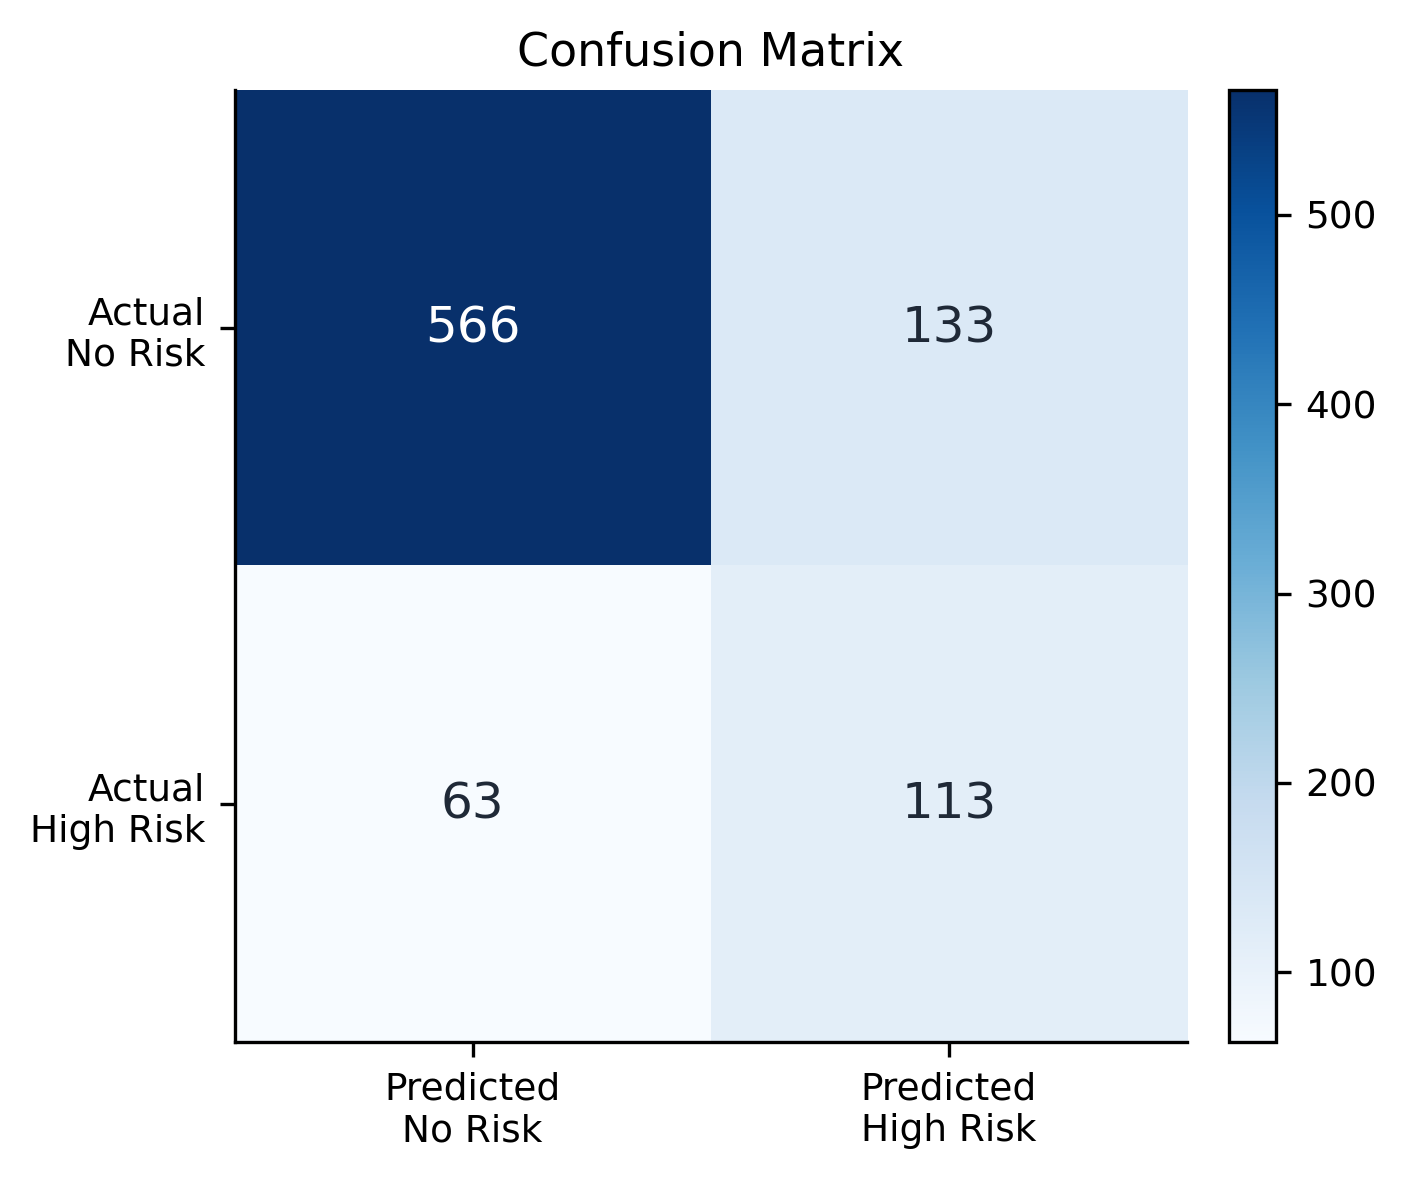 Confusion Matrix
Actual
No Risk
566
133
Actual
High Risk
63
113
Predicted
No Risk
Predicted
High Risk
500
400
300
200
100